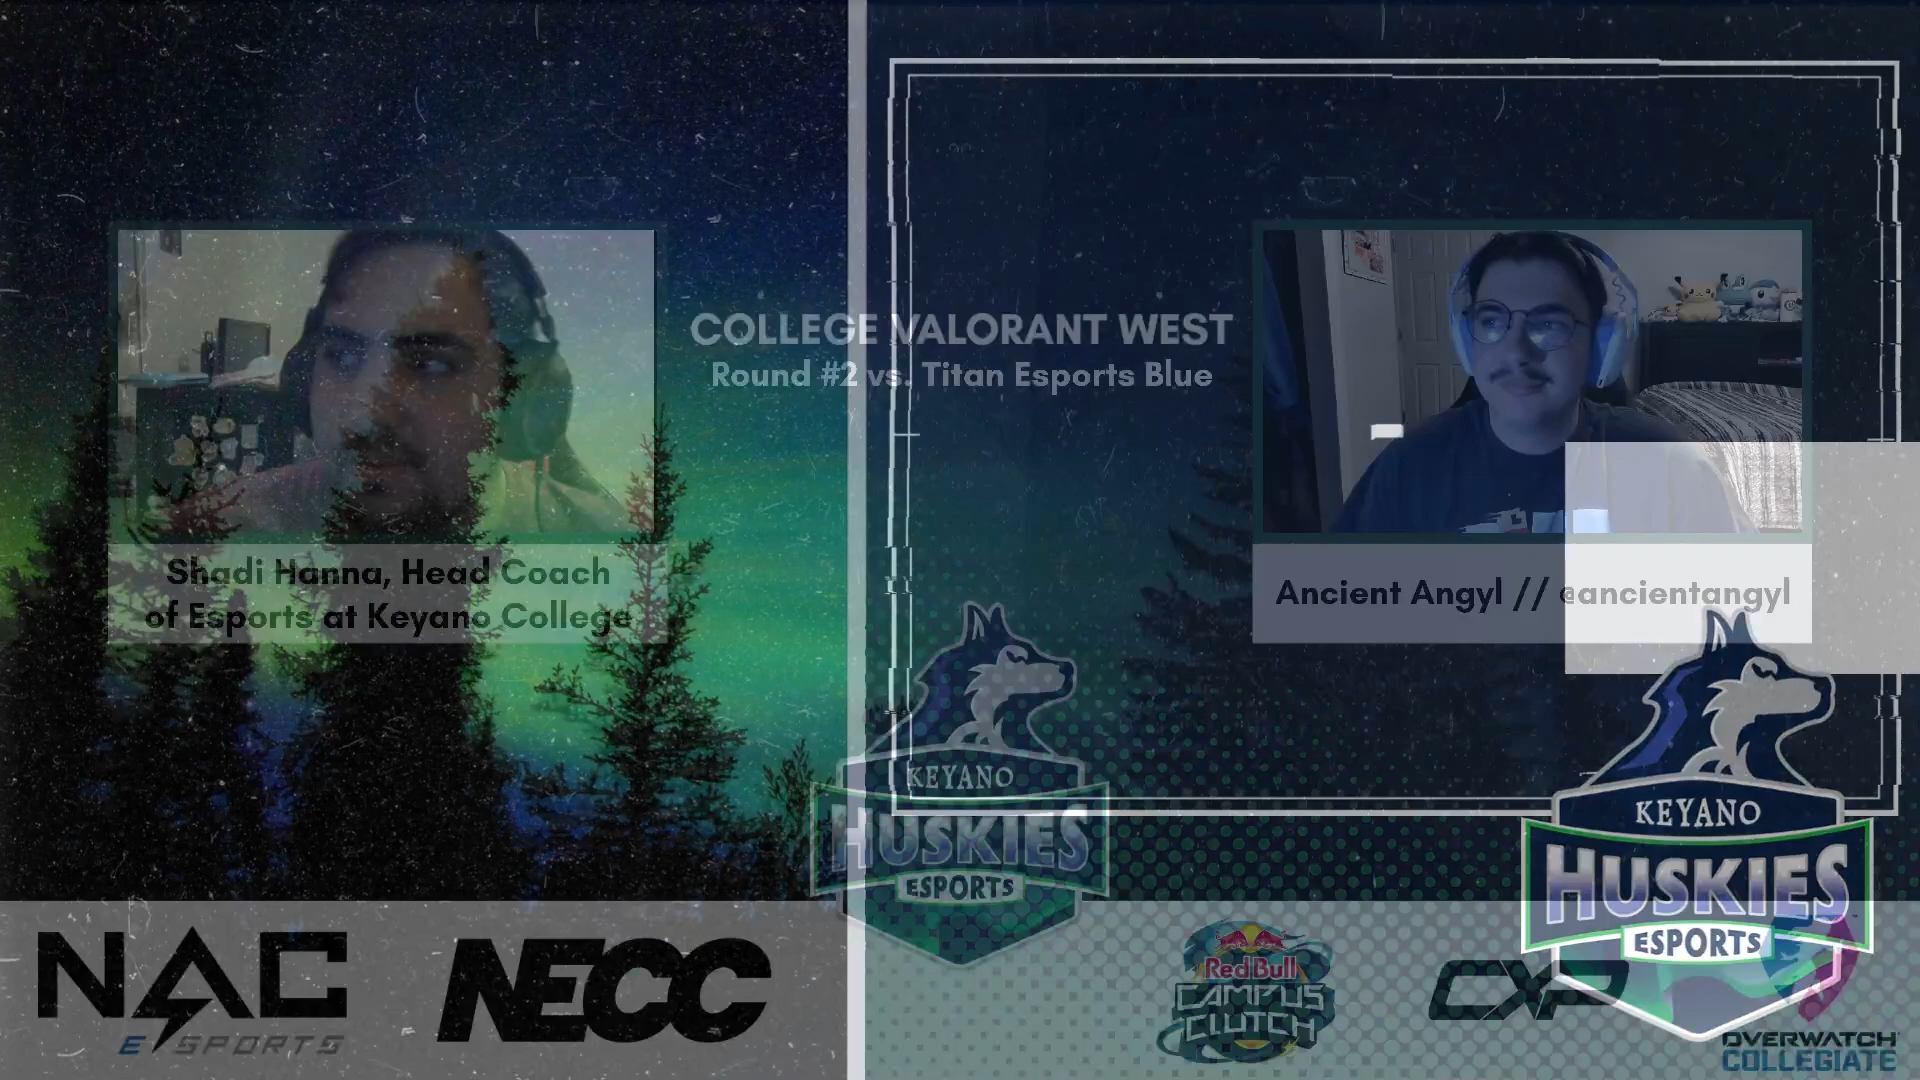 COLLEGE VALORANT WEST
Round #2 vs. Titan Esports Blue
Shadi Hanna, Head Coach
of Esports at Keyano College
Ancient Angyl // @ancientangyl
KEYANO
HUSKIES
ESPORTS
KEYANO
HUSKIES
ESPORTS
NAC
ESPORTS
NECC
Red Bull
CAMPUS
CLUTCH
CXP
OVERWATCH
COLLEGIATE